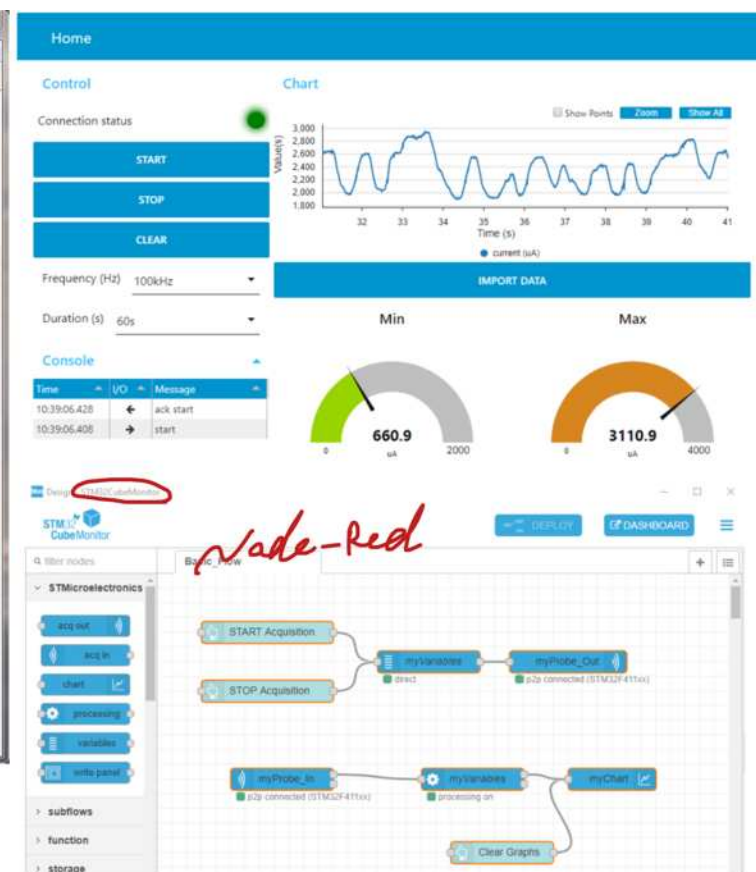 Home
Control
Connection status
START
STOP
CLEAR
Frequency (Hz) 100kHz
Duration (s) 60s
Console
Time I/O Message
10:39:06.428 ack start
10:39:06.408 start
Chart
Show Points Zoom Show All
Value(s)
3,000
2,800
2,600
2,400
2,200
2,000
1,800
32 33 34 35 36 37 38 39 40 41
Time (s)
current (uA)
IMPORT DATA
Min Max
0 660.9 2000
uA
0 3110.9 4000
uA
Design STM32CubeMonitor
STM32
CubeMonitor
Node-Red
DEPLOY
DASHBOARD
filter nodes
Basic_Flow
STMicroelectronics
acq out
acq in
chart
processing
variables
write panel
subflows
function
storage
START Acquisition
STOP Acquisition
myVariables
direct
myProbe_Out
p2p connected (STM32F411xx)
myProbe_In
p2p connected (STM32F411xx)
myVariables
processing on
myChart
Clear Graphs